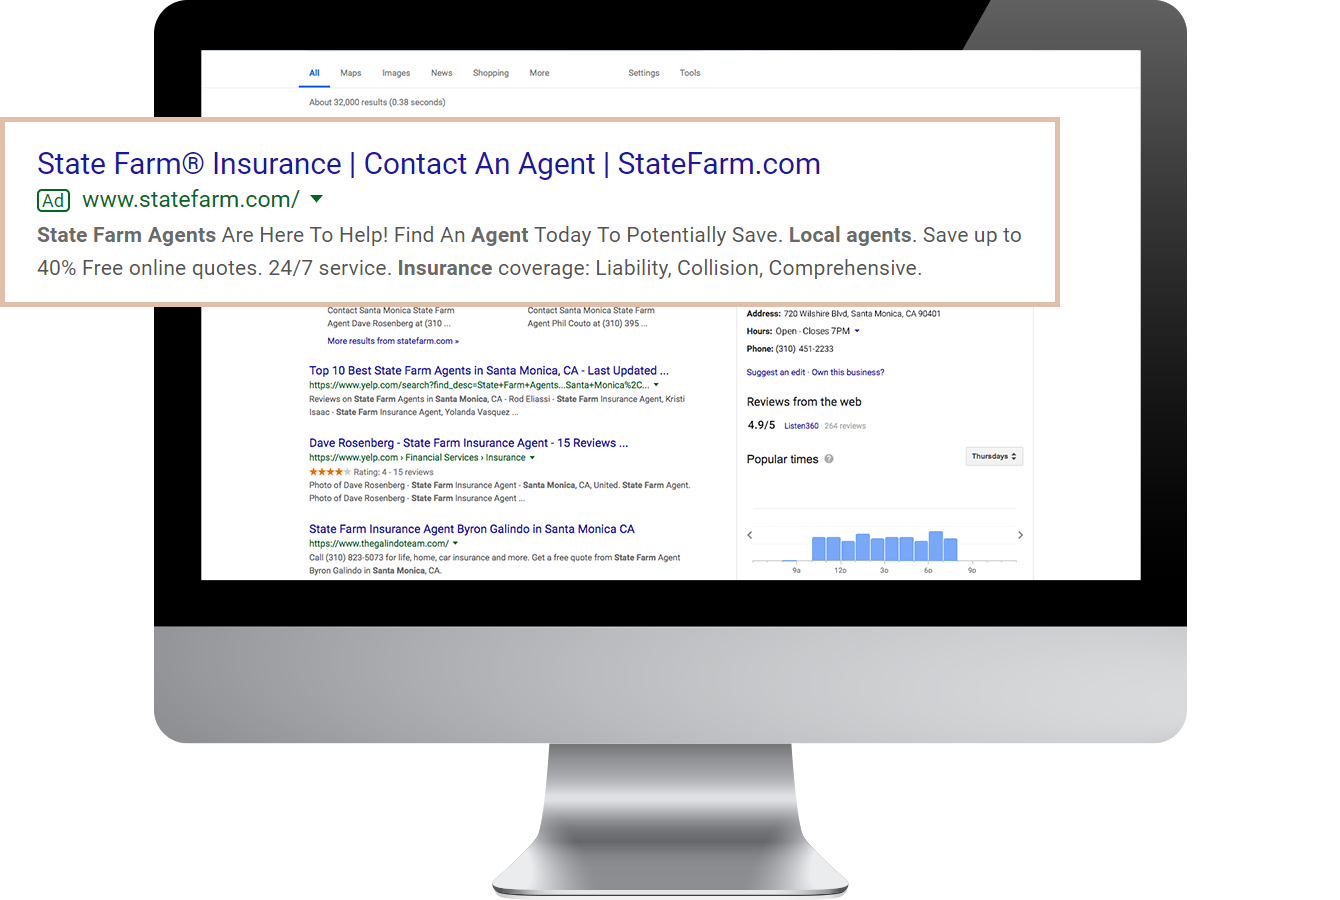 All Maps Images News Shopping More Settings Tools
About 32,000 results (0.38 seconds)
State Farm® Insurance | Contact An Agent | StateFarm.com
Ad www.statefarm.com/
State Farm Agents Are Here To Help! Find An Agent Today To Potentially Save. Local agents. Save up to
40% Free online quotes. 24/7 service. Insurance coverage: Liability, Collision, Comprehensive.
Contact Santa Monica State Farm
Agent Dave Rosenberg at (310 ...
Contact Santa Monica State Farm
Agent Phil Couto at (310) 395 ...
More results from statefarm.com »
Top 10 Best State Farm Agents in Santa Monica, CA - Last Updated ...
https://www.yelp.com/search?find_desc=State+Farm+Agents...Santa+Monica%2C...
Reviews on State Farm Agents in Santa Monica, CA - Rod Eliassi - State Farm Insurance Agent, Kristi
Isaac - State Farm Insurance Agent, Yolanda Vasquez ...
Dave Rosenberg - State Farm Insurance Agent - 15 Reviews ...
https://www.yelp.com › Financial Services › Insurance
Rating: 4 - 15 reviews
Photo of Dave Rosenberg - State Farm Insurance Agent - Santa Monica, CA, United. State Farm Agent.
Photo of Dave Rosenberg - State Farm Insurance Agent ...
State Farm Insurance Agent Byron Galindo in Santa Monica CA
https://www.thegalindoteam.com/
Call (310) 823-5073 for life, home, car insurance and more. Get a free quote from State Farm Agent
Byron Galindo in Santa Monica, CA.
Address: 720 Wilshire Blvd, Santa Monica, CA 90401
Hours: Open · Closes 7PM
Phone: (310) 451-2233
Suggest an edit · Own this business?
Reviews from the web
4.9/5 Listen360 · 264 reviews
Popular times ? Thursdays
9a 12p 3p 6p 9p